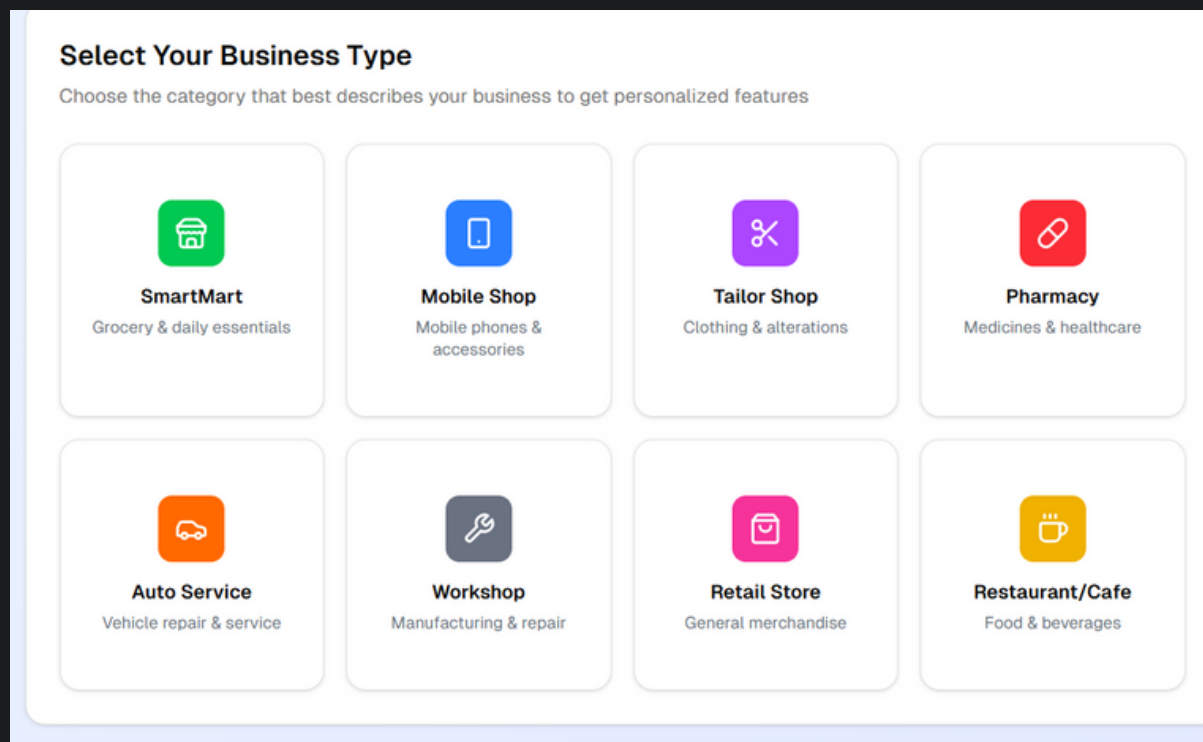 Select Your Business Type
Choose the category that best describes your business to get personalized features
SmartMart
Grocery & daily essentials
Mobile Shop
Mobile phones &
accessories
Tailor Shop
Clothing & alterations
Pharmacy
Medicines & healthcare
Auto Service
Vehicle repair & service
Workshop
Manufacturing & repair
Retail Store
General merchandise
Restaurant/Cafe
Food & beverages